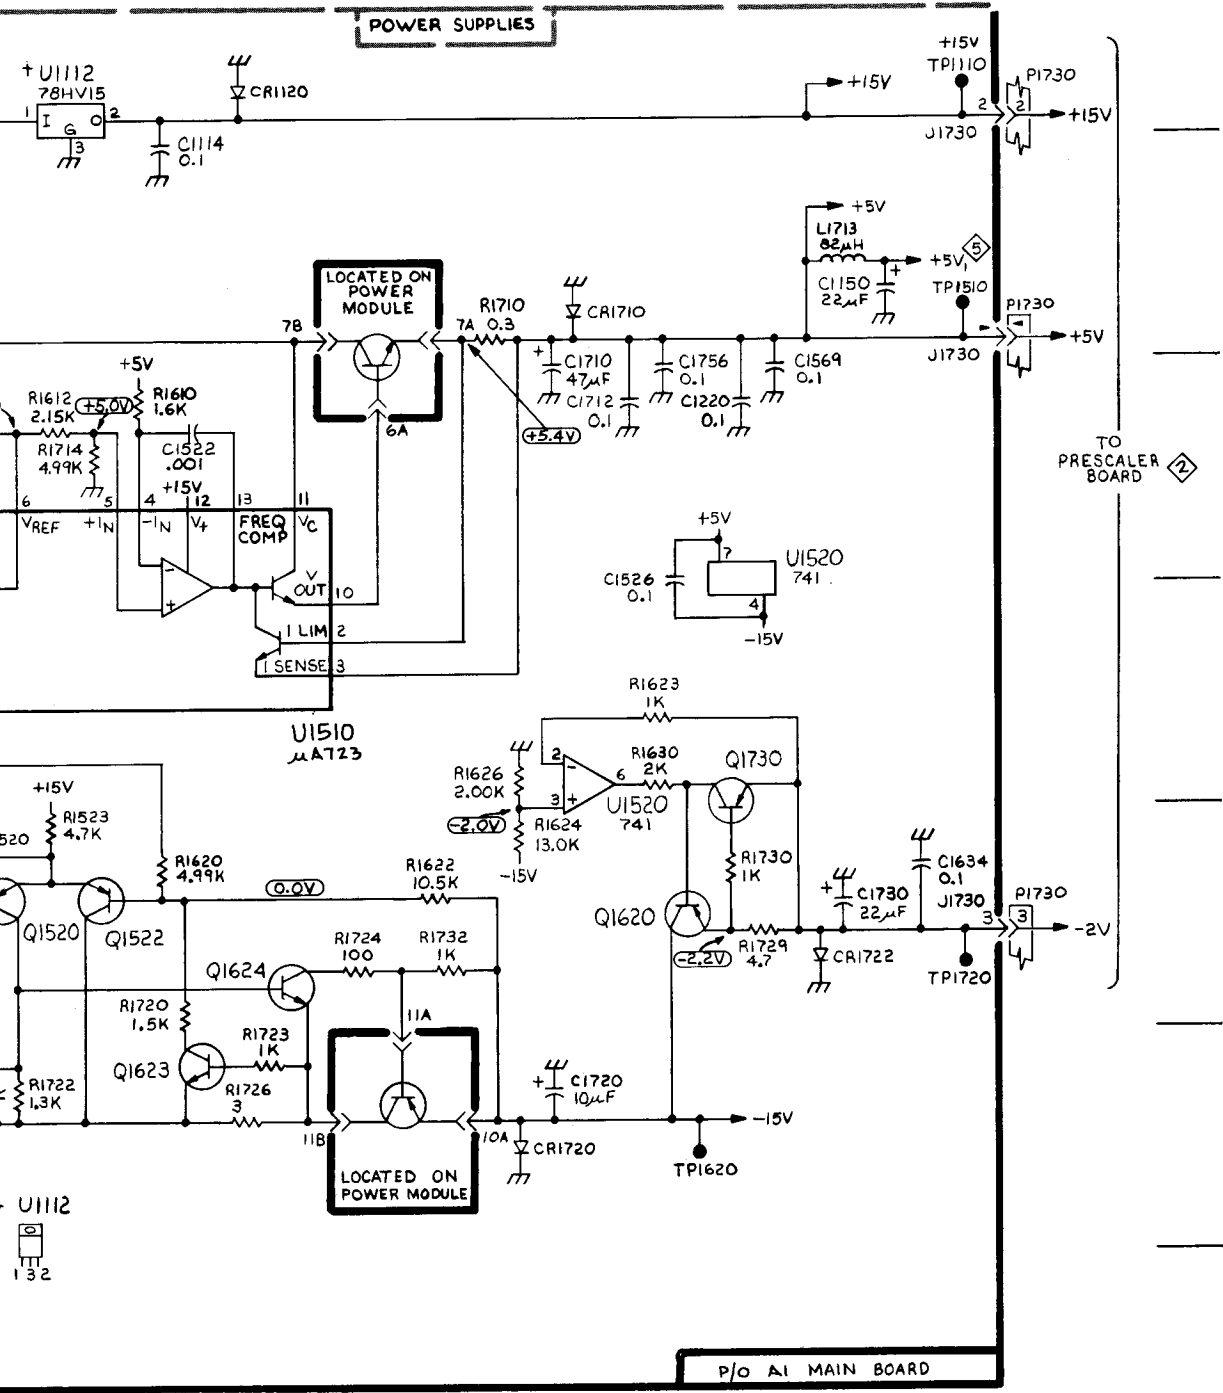 POWER SUPPLIES
+ U1112
78HV15
1
I
G
O
2
3
C1114
0.1
CR1120
+15V
+15V
TP1110
P1730
2
2
J1730
+15V
+5V
L1713
82µH
+5V1
5
C1150
22µF
+
TP1510
P1730
J1730
+5V
LOCATED ON
POWER
MODULE
7B
7A
6A
R1710
0.3
CR1710
+5.4V
+
C1710
47µF
C1712
0.1
C1756
0.1
C1220
0.1
C1569
0.1
+5V
R1612
2.15K
+5.0V
R1610
1.6K
R1714
4.99K
C1522
.001
+15V
6
5
4
12
13
11
VREF
+IN
-IN
V+
FREQ
COMP
VC
-
+
V
OUT
10
I LIM
2
I SENSE
3
U1510
µA723
TO
PRESCALER
BOARD
2
+5V
7
U1520
741
C1526
0.1
4
-15V
R1623
1K
R1626
2.00K
2
-
3
+
6
R1630
2K
Q1730
U1520
741
-2.0V
R1624
13.0K
-15V
R1730
1K
Q1620
-2.2V
R1729
4.7
+
C1730
22µF
CR1722
C1634
0.1
J1730
P1730
3
3
-2V
TP1720
+15V
R1523
4.7K
520
R1620
4.99K
0.0V
R1622
10.5K
Q1520
Q1522
Q1624
R1724
100
R1732
1K
R1720
1.5K
R1723
1K
11A
Q1623
R1722
1.3K
R1726
3
11B
10A
+
C1720
10µF
CR1720
-15V
TP1620
LOCATED ON
POWER MODULE
U1112
1 3 2
P/O A1 MAIN BOARD